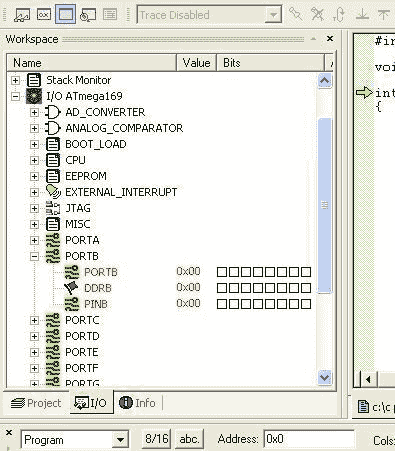 Trace Disabled
Workspace
Name Value Bits
Stack Monitor
#in
I/O ATmega169
voi
AD_CONVERTER
int
ANALOG_COMPARATOR
{
BOOT_LOAD
CPU
EEPROM
EXTERNAL_INTERRUPT
JTAG
MISC
PORTA
PORTB
PORTB 0x00
DDRB 0x00
PINB 0x00
PORTC
PORTD
PORTE
PORTF
PORTG
Project I/O Info
c:\c p
Program 8/16 abc. Address: 0x0 Cols: